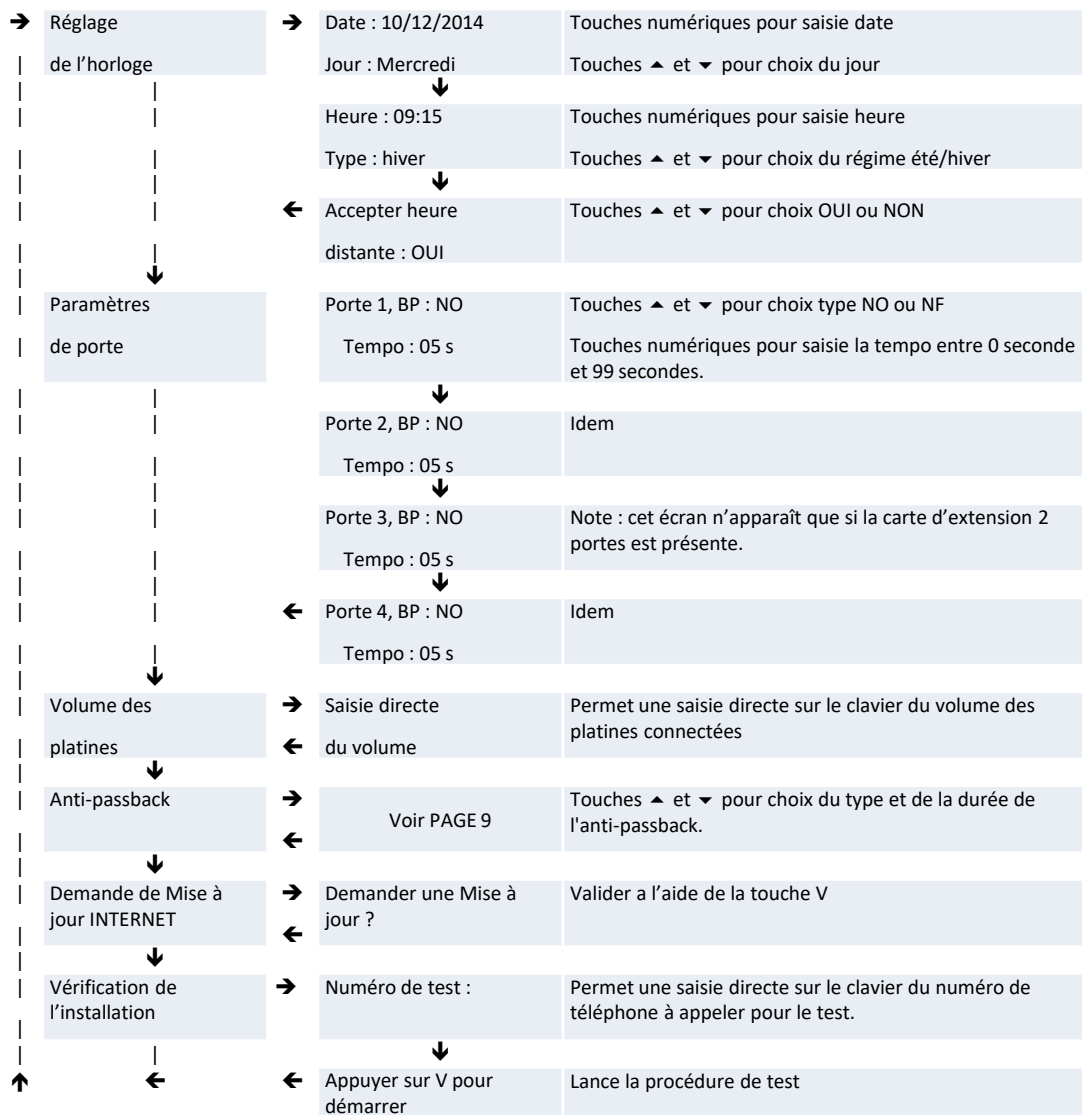 ➔ Réglage ➔ Date : 10/12/2014 Touches numériques pour saisie date
| de l’horloge Jour : Mercredi Touches ▲ et ▼ pour choix du jour
Heure : 09:15 Touches numériques pour saisie heure
Type : hiver Touches ▲ et ▼ pour choix du régime été/hiver
Accepter heure Touches ▲ et ▼ pour choix OUI ou NON
distante : OUI
Paramètres Porte 1, BP : NO Touches ▲ et ▼ pour choix type NO ou NF
de porte Tempo : 05 s Touches numériques pour saisie la tempo entre 0 seconde
et 99 secondes.
Porte 2, BP : NO Idem
Tempo : 05 s
Porte 3, BP : NO Note : cet écran n’apparaît que si la carte d’extension 2
portes est présente.
Tempo : 05 s
Porte 4, BP : NO Idem
Tempo : 05 s
Volume des Saisie directe Permet une saisie directe sur le clavier du volume des
platines du volume platines connectées
Anti-passback Voir PAGE 9 Touches ▲ et ▼ pour choix du type et de la durée de
l'anti-passback.
Demande de Mise à Demander une Mise à Valider a l’aide de la touche V
jour INTERNET jour ?
Vérification de Numéro de test : Permet une saisie directe sur le clavier du numéro de
l’installation téléphone à appeler pour le test.
Appuyer sur V pour Lance la procédure de test
démarrer